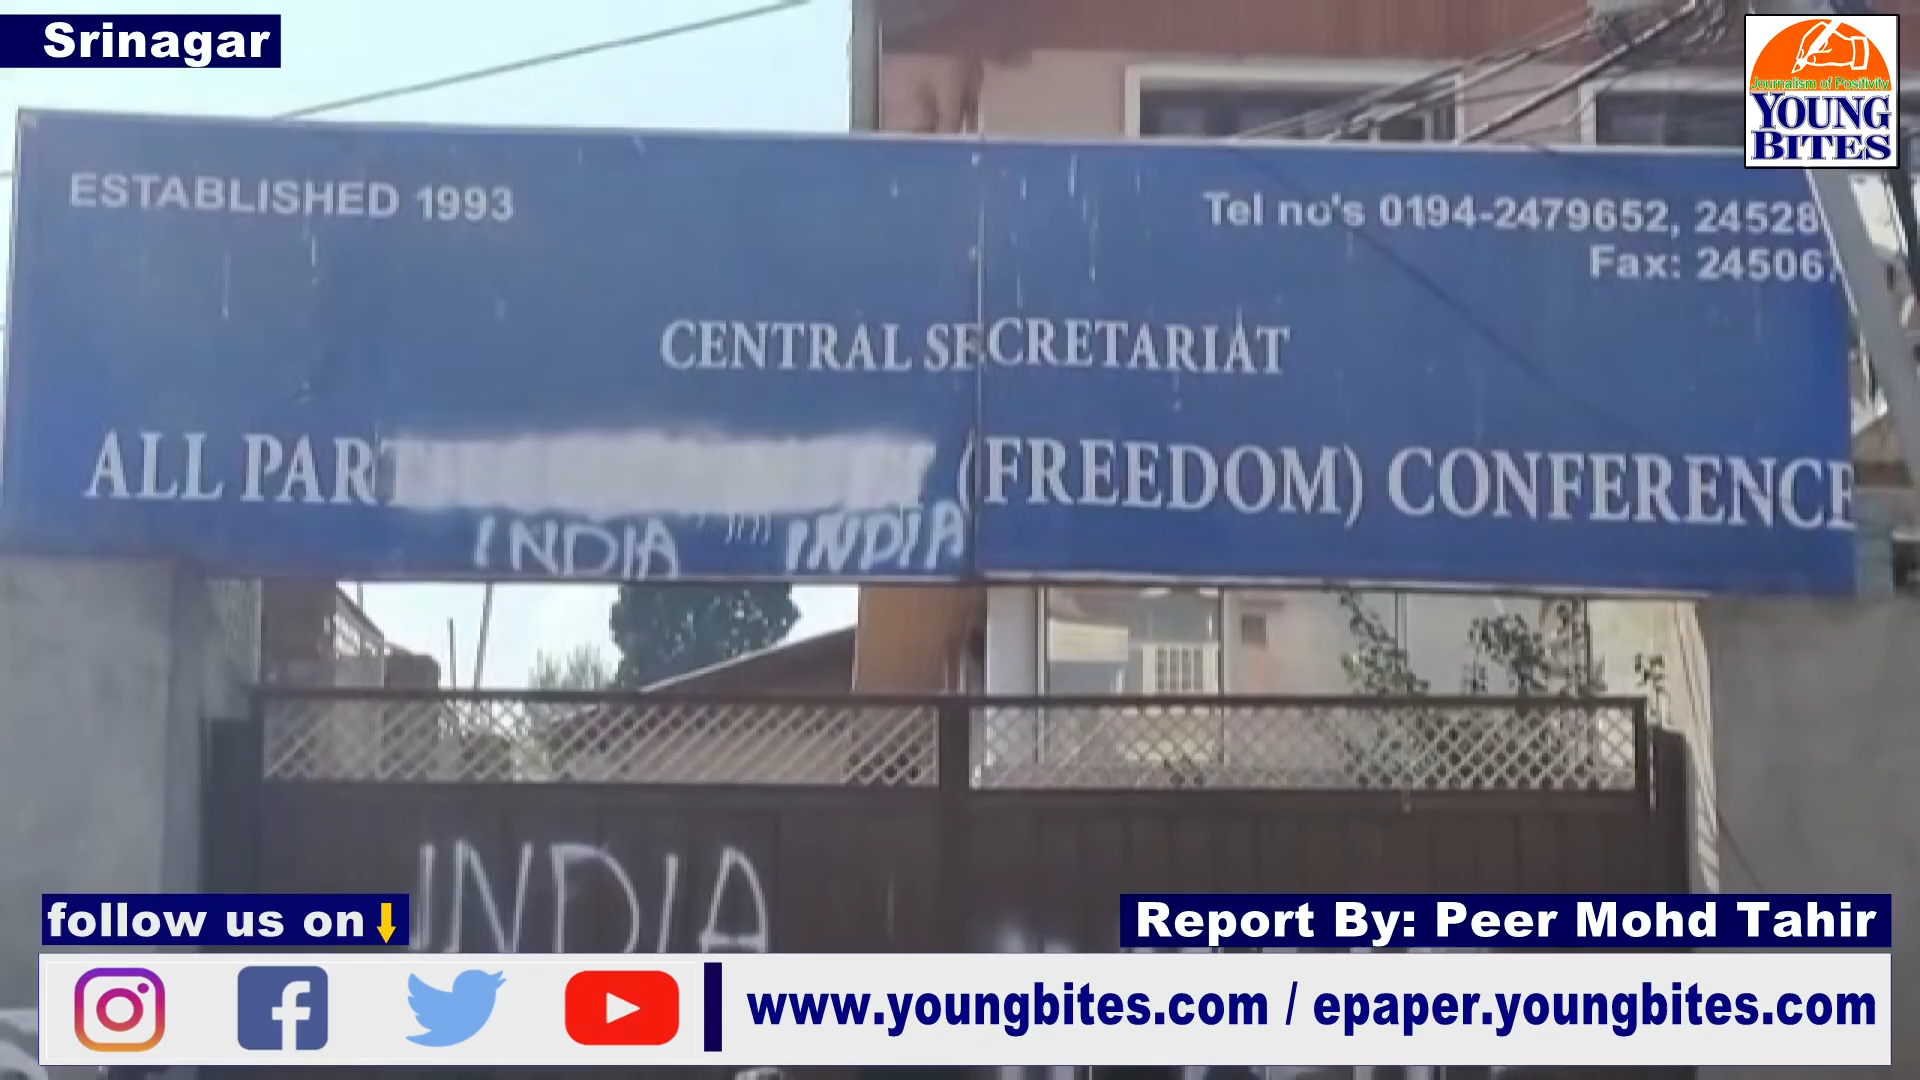 Srinagar
Journalism of Positivity
YOUNG
BITES
ESTABLISHED 1993
Tel no's 0194-2479652, 24528
Fax: 24506
CENTRAL SECRETARIAT
ALL PART (FREEDOM) CONFERENCE
INDIA INDIA
INDIA
follow us on
Report By: Peer Mohd Tahir
www.youngbites.com / epaper.youngbites.com